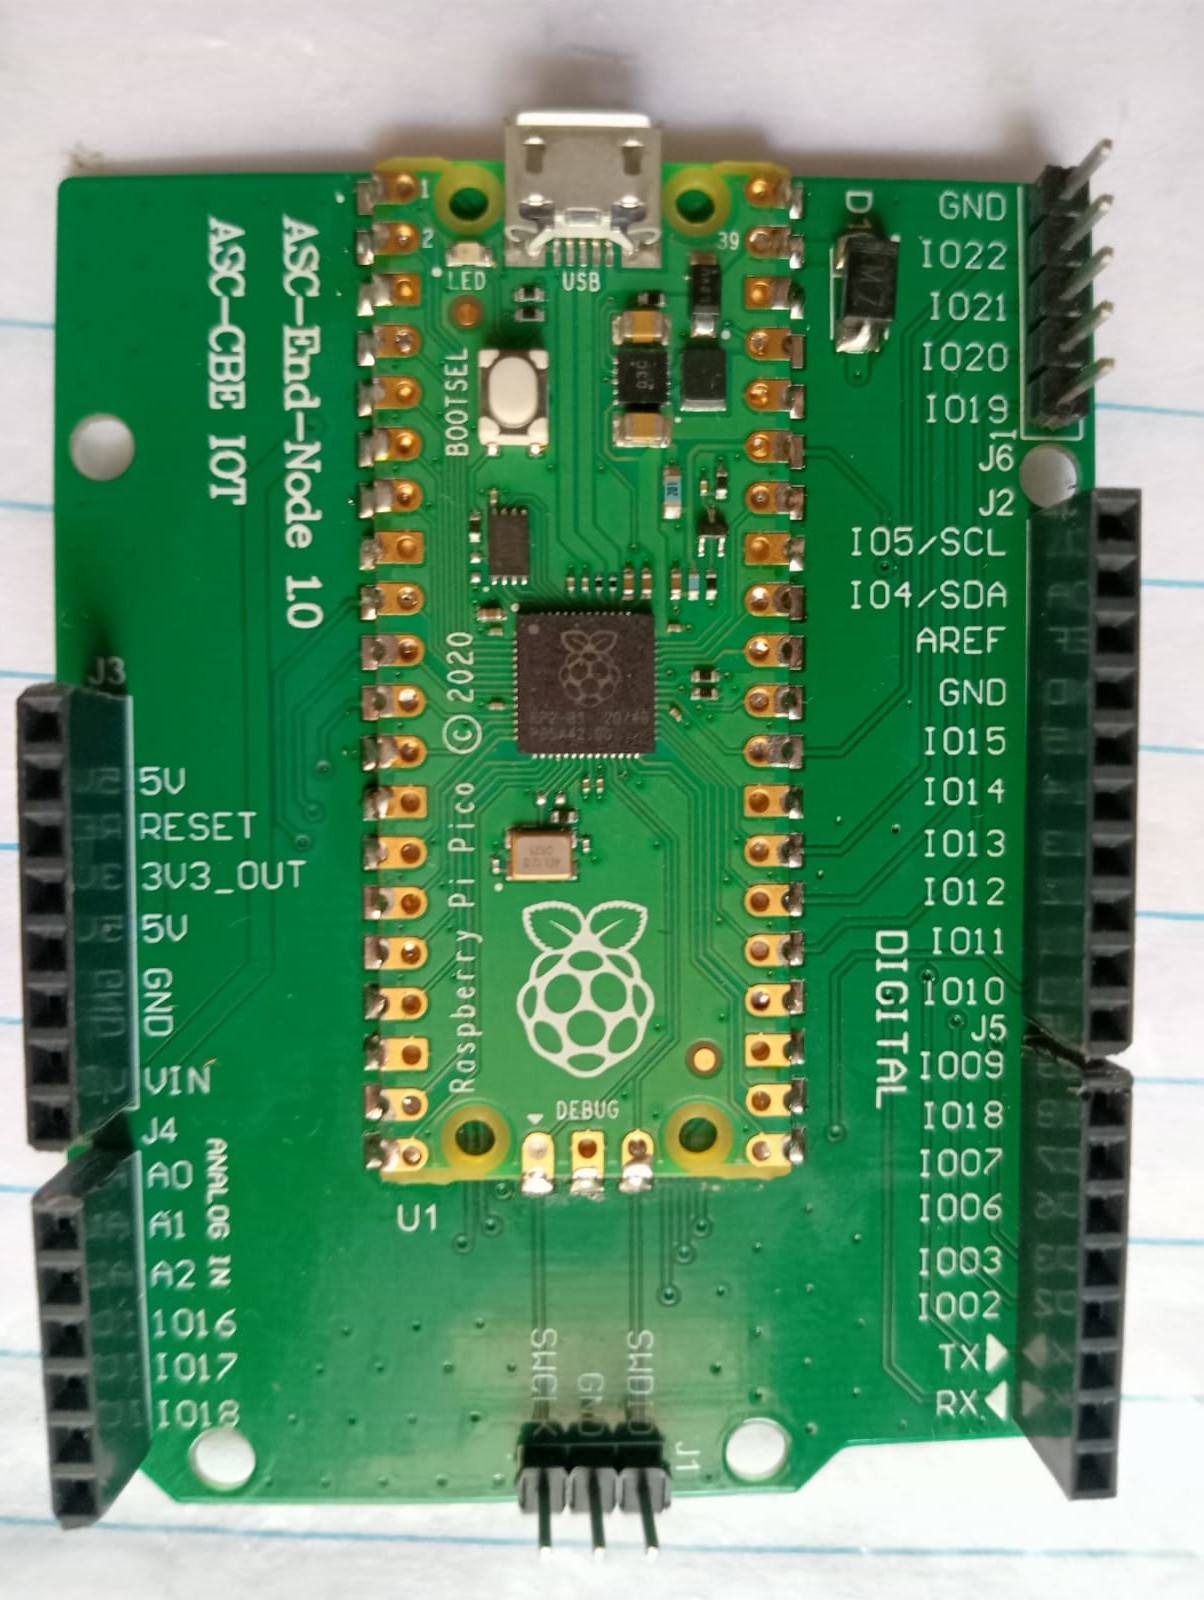 ASC-End-Node 1.0
ASC-CBE IOT
1
2
39
LED
USB
BOOTSEL
Raspberry Pi Pico © 2020
DEBUG
U1
D1
M7
GND
IO22
IO21
IO20
IO19
1
J6
J2
IO5/SCL
IO4/SDA
AREF
GND
IO15
IO14
IO13
IO12
IO11
IO10
J5
IO09
IO18
IO07
IO06
IO03
IO02
TX
RX
DIGITAL
J3
5V
RESET
3V3_OUT
5V
GND
VIN
J4
A0
A1
A2
IO16
IO17
IO18
ANALOG IN
SWCLK
GND
SWDIO
J1